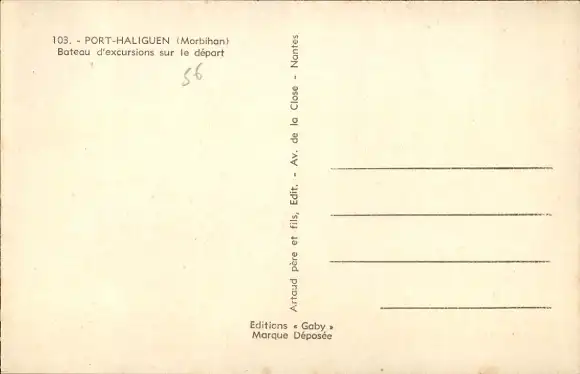 103. - PORT-HALIGUEN (Morbihan)
Bateau d'excursions sur le départ
56
Artaud père et fils, Edit. - Av. de la Close - Nantes
Editions « Gaby »
Marque Déposée